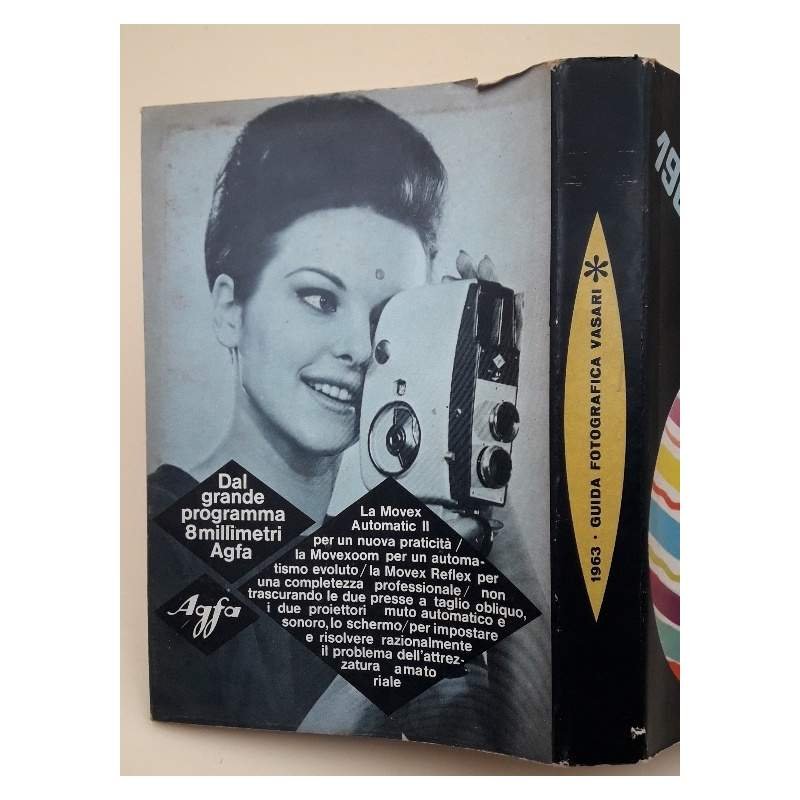 Dal
grande
programma
8millimetri
Agfa
Agfa
La Movex
Automatic II
per un nuova praticità/
la Movexoom per un automa-
tismo evoluto/la Movex Reflex per
una completezza professionale/ non
trascurando le due presse a taglio obliquo,
i due proiettori muto automatico e
sonoro, lo schermo/per impostare
e risolvere razionalmente
il problema dell'attrez-
zatura amato
riale
1963 · GUIDA FOTOGRAFICA VASARI *